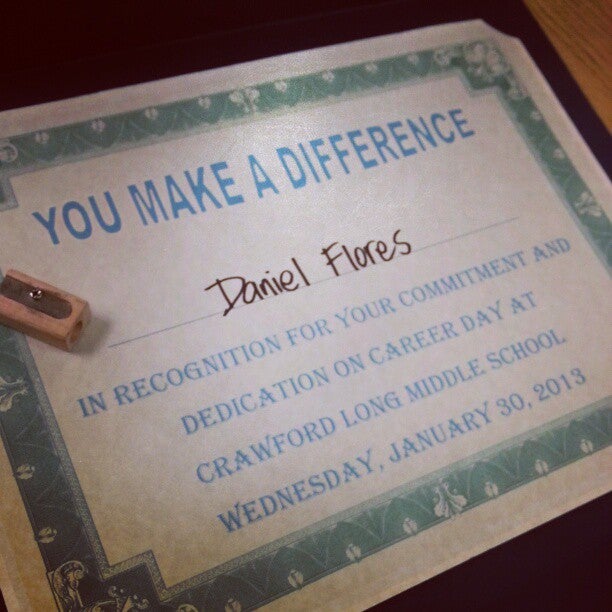 YOU MAKE A DIFFERENCE
Daniel Flores
IN RECOGNITION FOR YOUR COMMITMENT AND
DEDICATION ON CAREER DAY AT
CRAWFORD LONG MIDDLE SCHOOL
WEDNESDAY, JANUARY 30, 2013